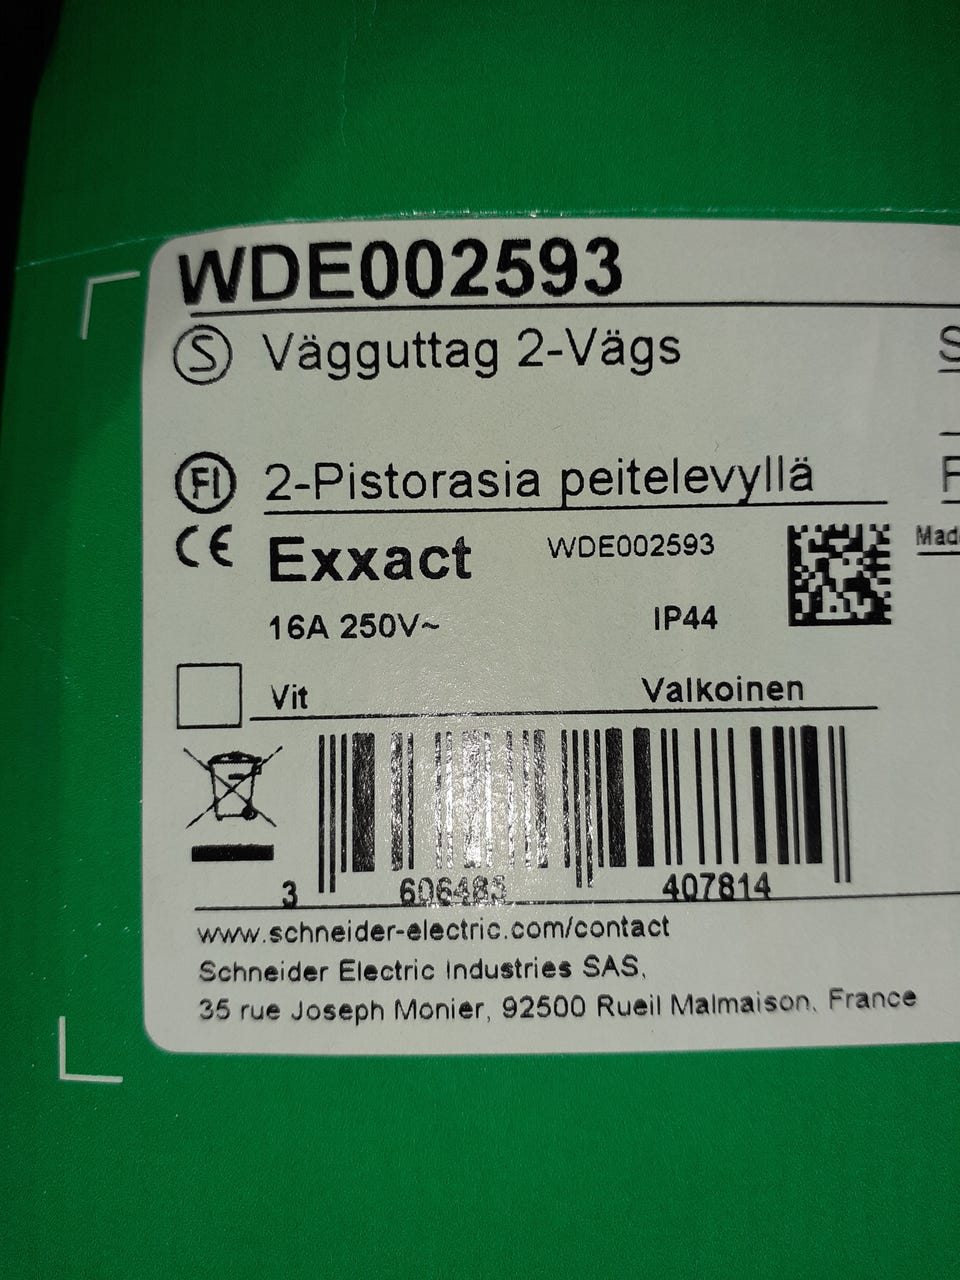 WDE002593
S Vägguttag 2-Vägs
S
FI 2-Pistorasia peitelevyllä
F
CE Exxact WDE002593
Mad
16A 250V~ IP44
Vit Valkoinen
3 606485 407814
www.schneider-electric.com/contact
Schneider Electric Industries SAS,
35 rue Joseph Monier, 92500 Rueil Malmaison, France